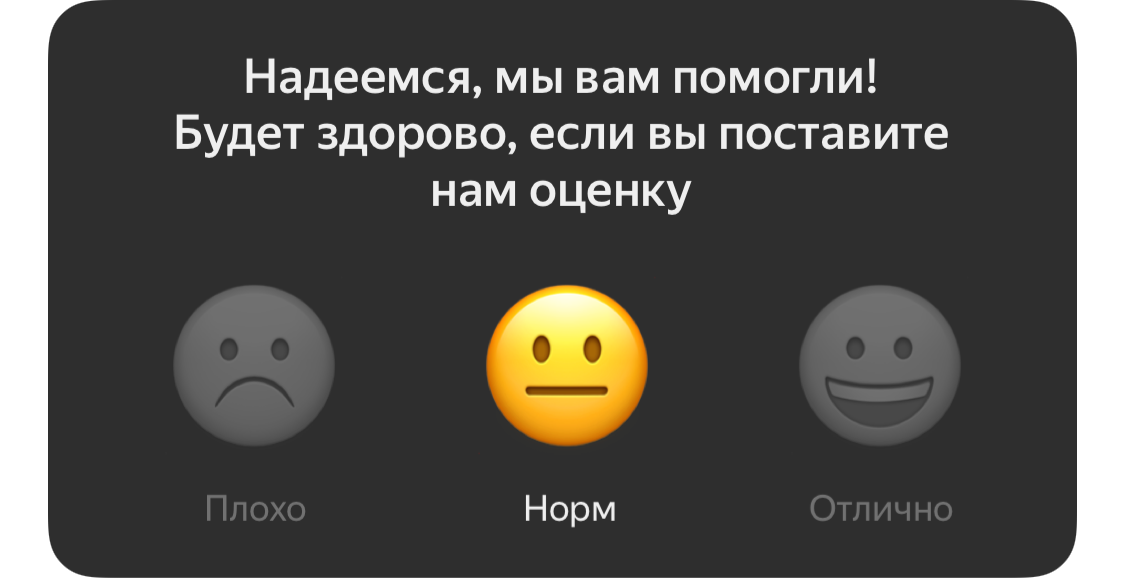 Надеемся, мы вам помогли!
Будет здорово, если вы поставите
нам оценку
Плохо
Норм
Отлично